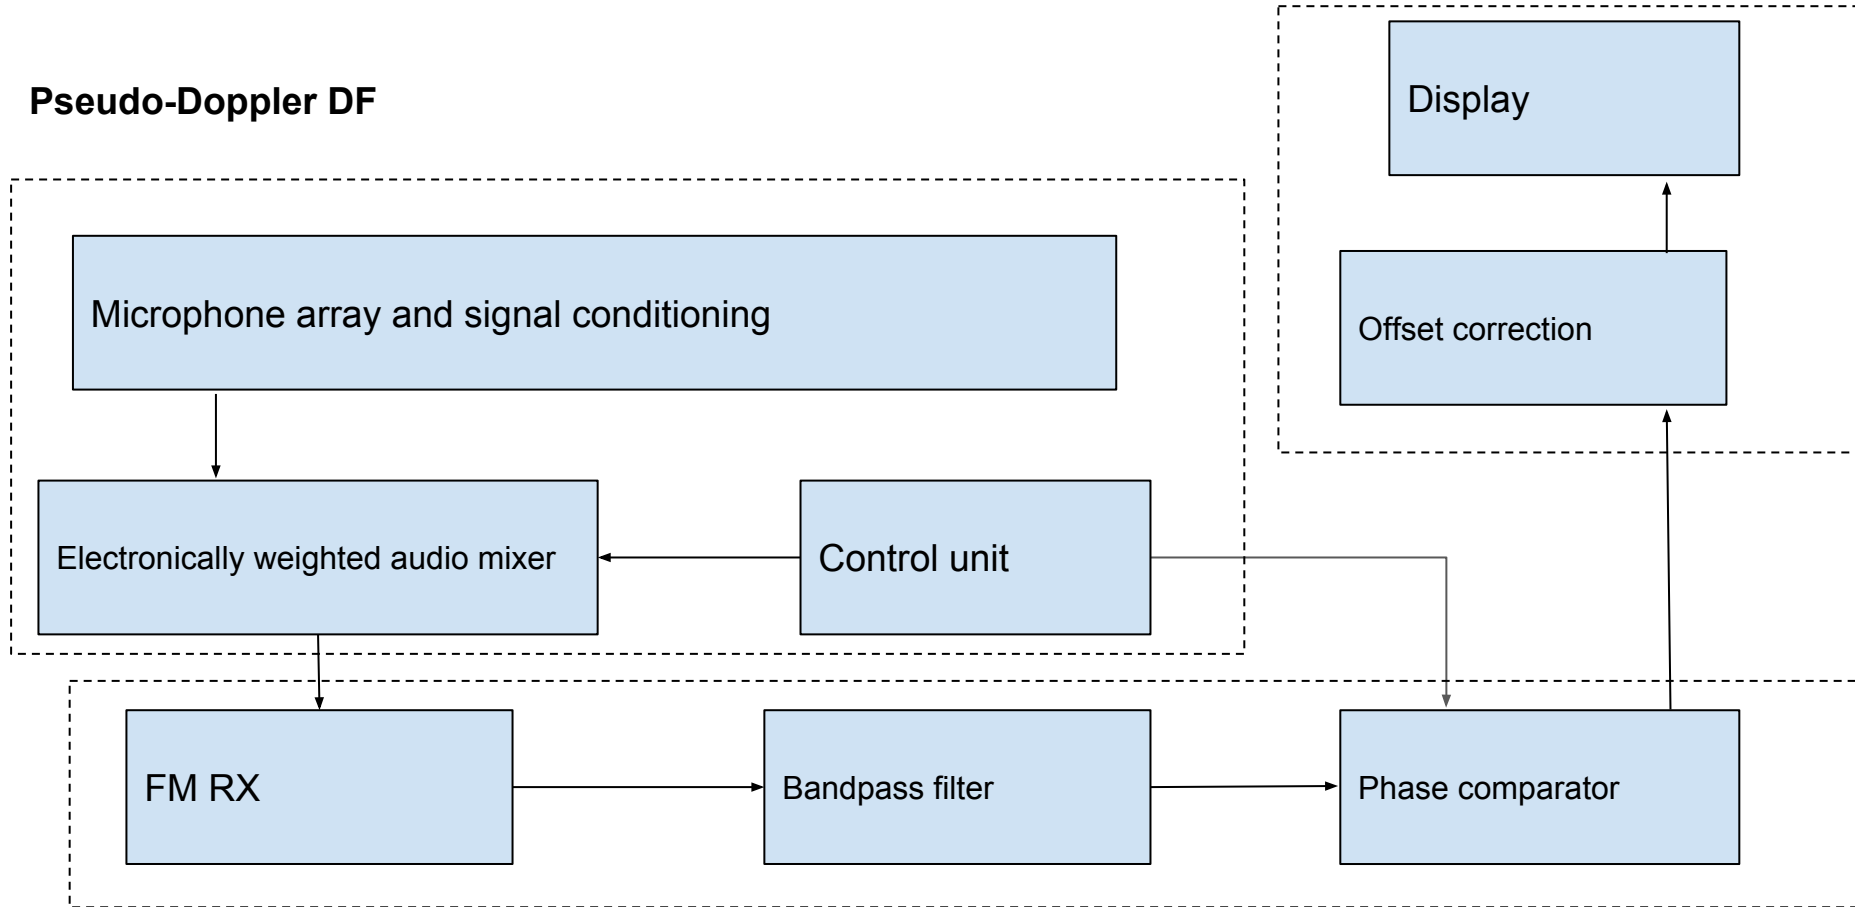 Pseudo-Doppler DF
Display
Microphone array and signal conditioning
Offset correction
Electronically weighted audio mixer
Control unit
FM RX
Bandpass filter
Phase comparator